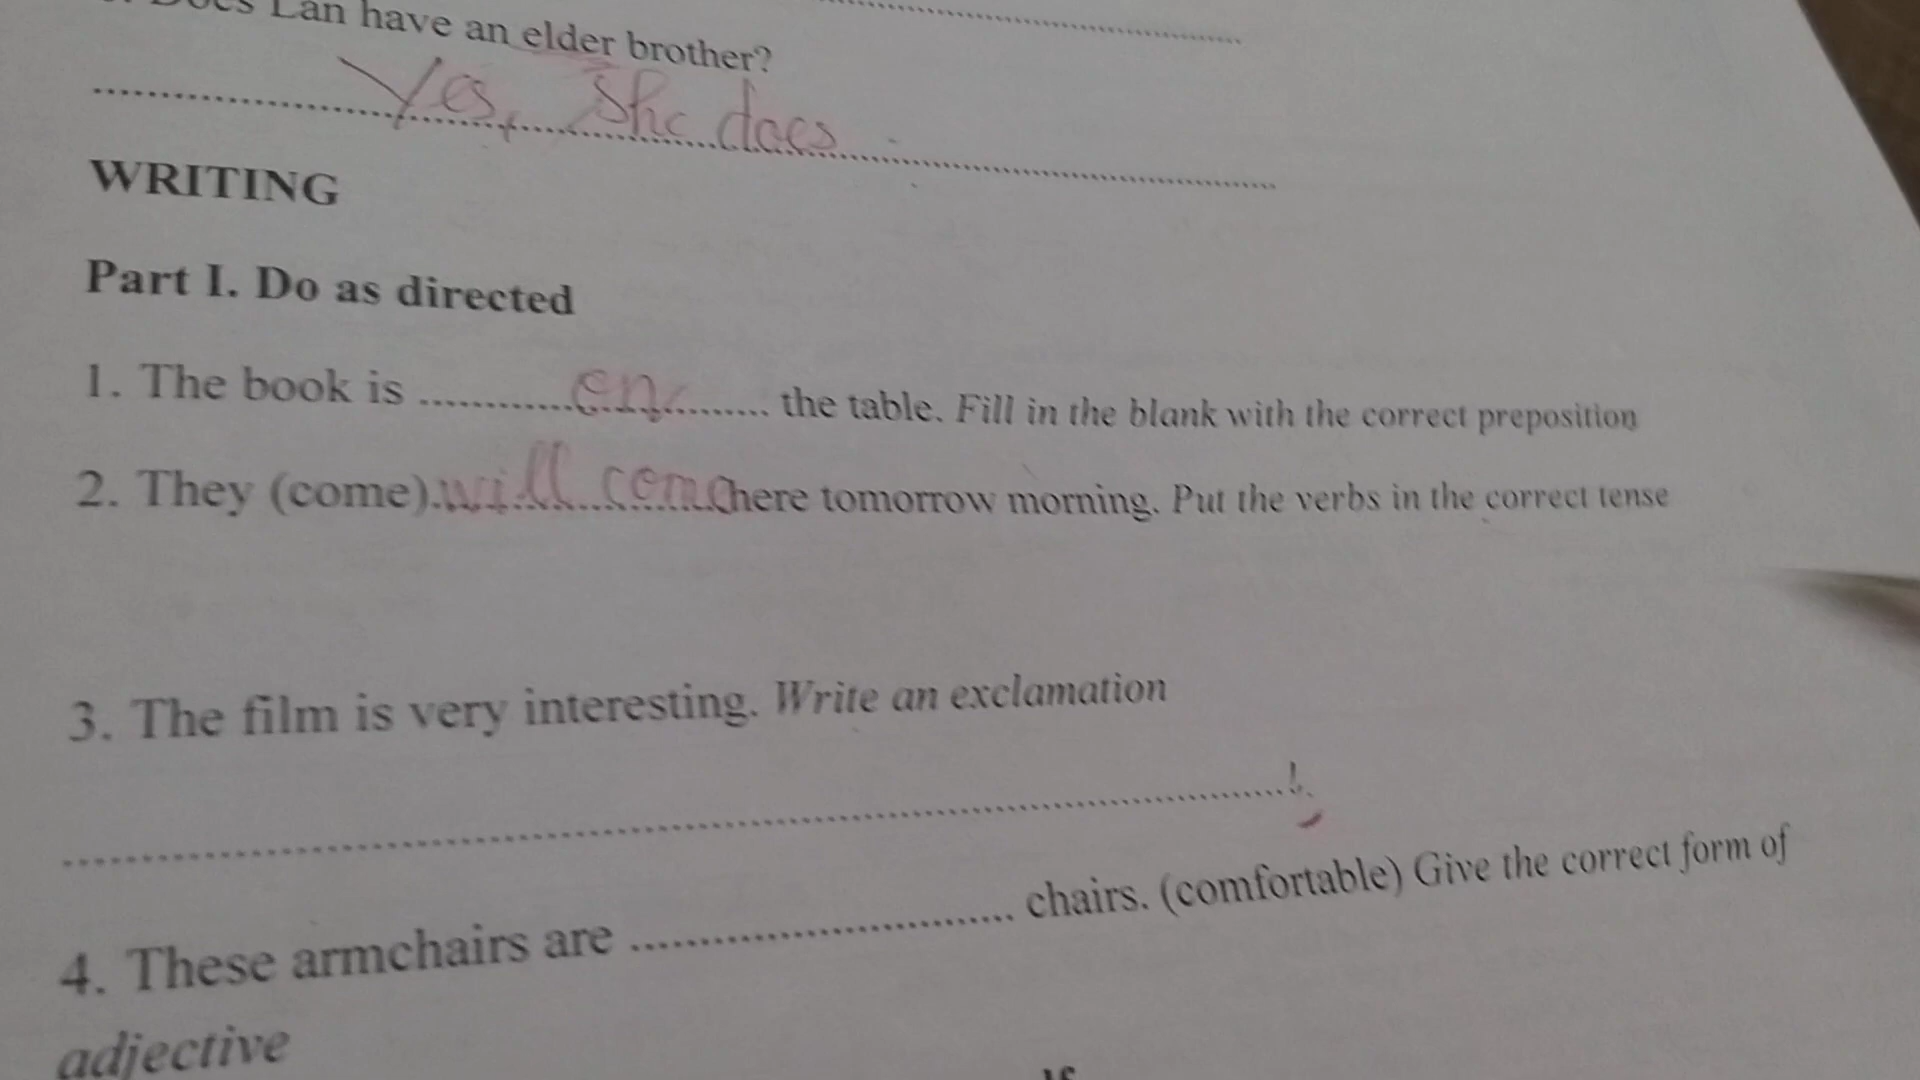 Does Lan have an elder brother?
Yes, She does
WRITING
Part I. Do as directed
1. The book is ............on.......... the table. Fill in the blank with the correct preposition
2. They (come).will come here tomorrow morning. Put the verbs in the correct tense
3. The film is very interesting. Write an exclamation
..........................................................................................!
4. These armchairs are .................................. chairs. (comfortable) Give the correct form of
adjective